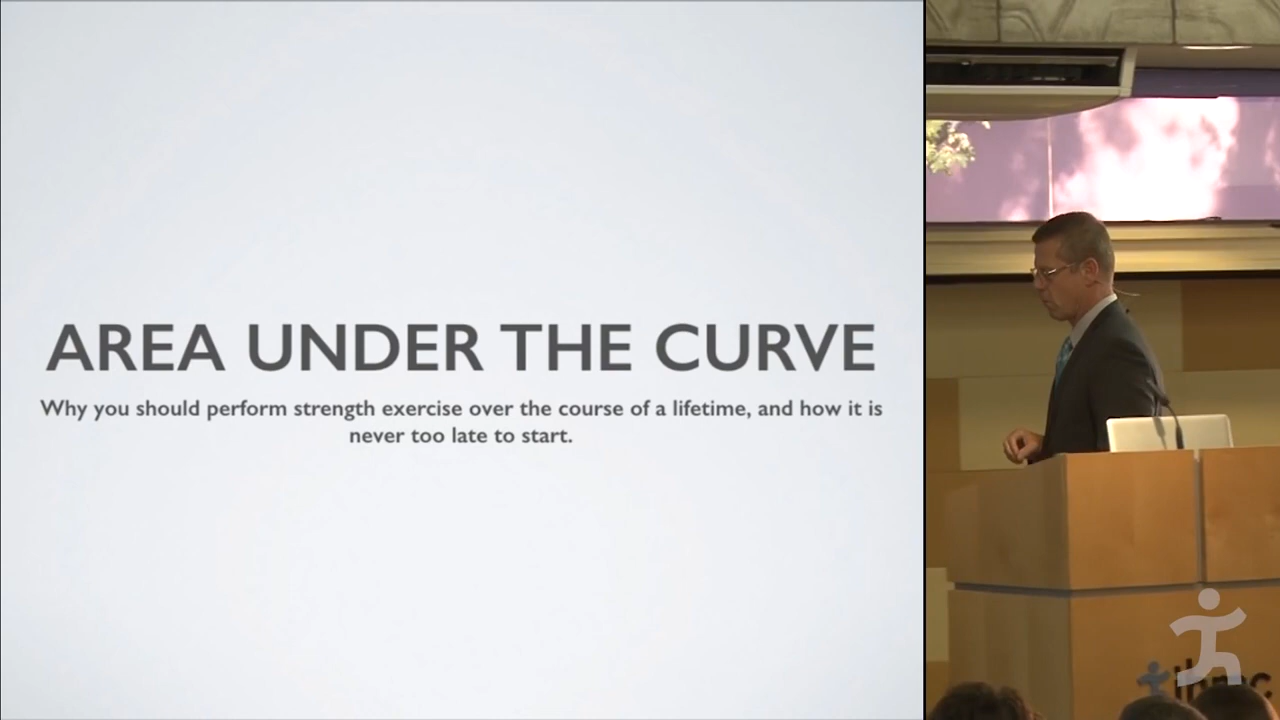 AREA UNDER THE CURVE
Why you should perform strength exercise over the course of a lifetime, and how it is
never too late to start.